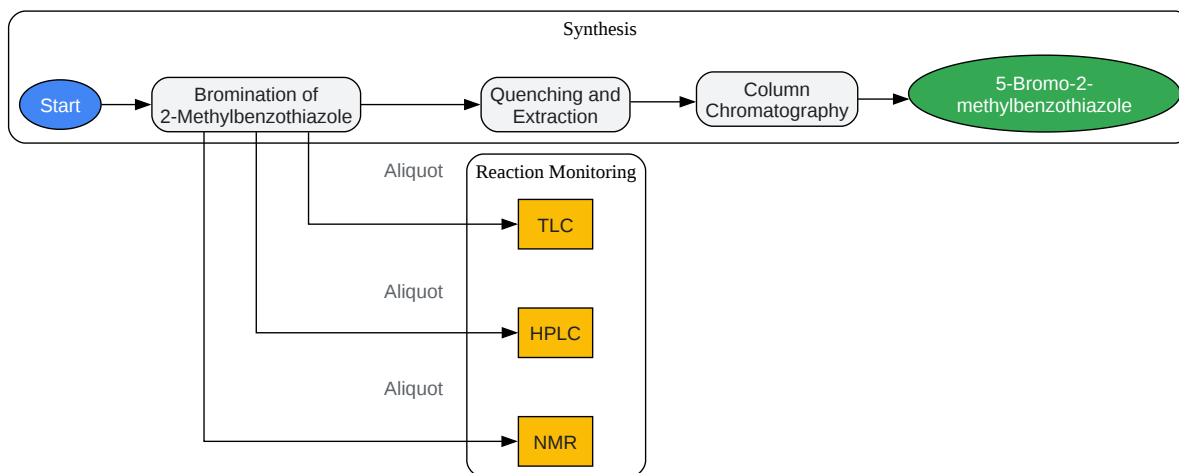 Synthesis
Start
Bromination of
2-Methylbenzothiazole
Quenching and
Extraction
Column
Chromatography
5-Bromo-2-
methylbenzothiazole
Aliquot
Reaction Monitoring
TLC
Aliquot
HPLC
Aliquot
NMR